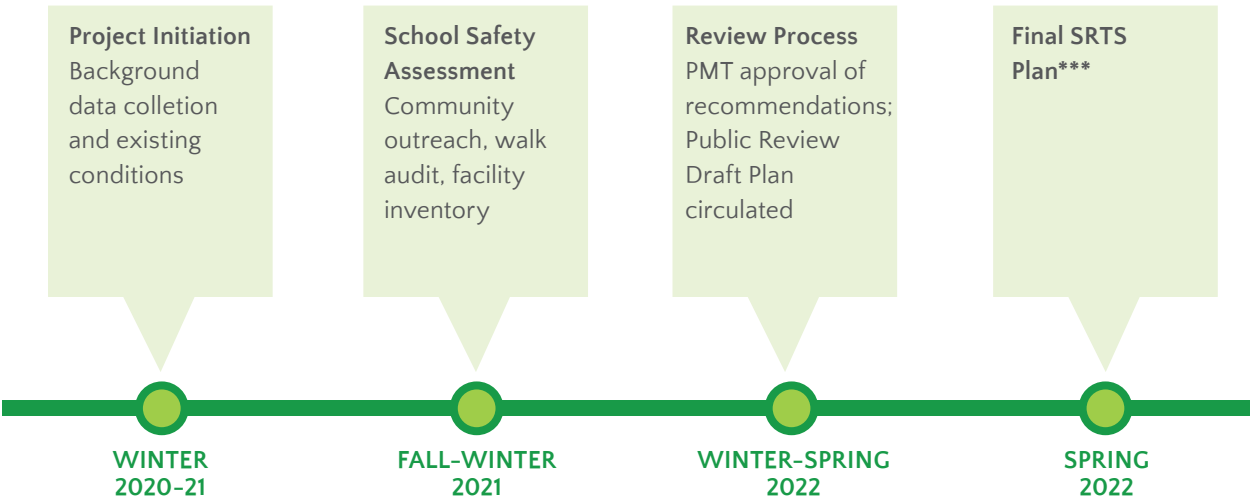 Project Initiation
Background
data colletion
and existing
conditions
School Safety
Assessment
Community
outreach, walk
audit, facility
inventory
Review Process
PMT approval of
recommendations;
Public Review
Draft Plan
circulated
Final SRTS
Plan***
WINTER
2020-21
FALL-WINTER
2021
WINTER-SPRING
2022
SPRING
2022